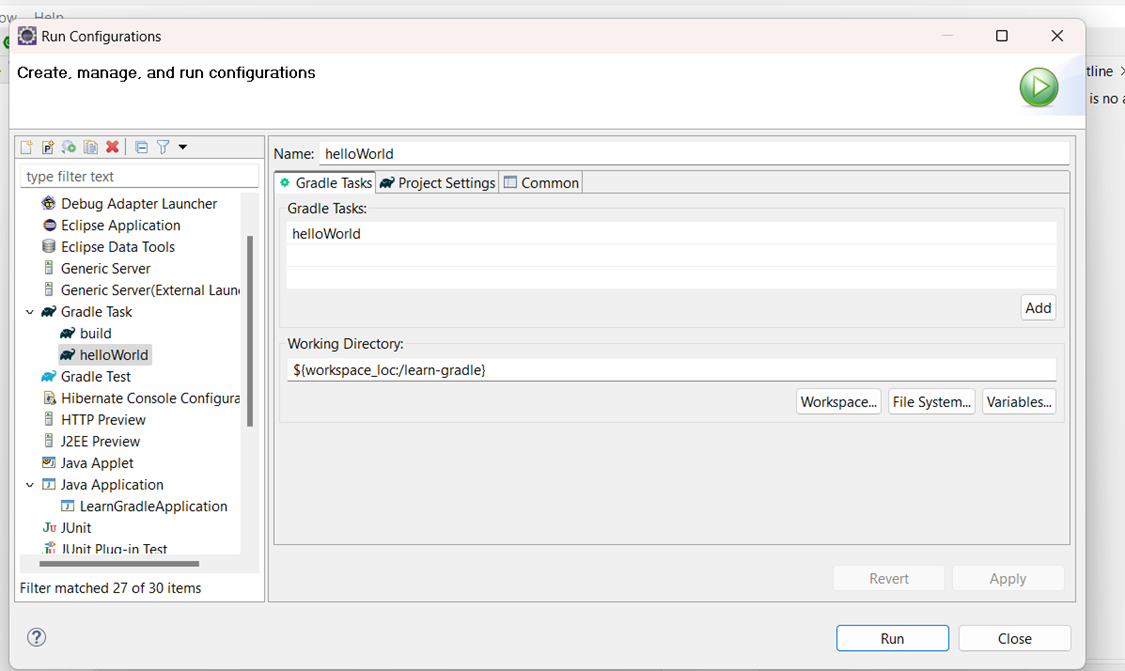 ow Help
Run Configurations
Create, manage, and run configurations
tline
is no a
type filter text
Debug Adapter Launcher
Eclipse Application
Eclipse Data Tools
Generic Server
Generic Server(External Laun
Gradle Task
build
helloWorld
Gradle Test
Hibernate Console Configura
HTTP Preview
J2EE Preview
Java Applet
Java Application
LearnGradleApplication
JUnit
JUnit Plug-in Test
Filter matched 27 of 30 items
Name: helloWorld
Gradle Tasks Project Settings Common
Gradle Tasks:
helloWorld
Add
Working Directory:
${workspace_loc:/learn-gradle}
Workspace... File System... Variables...
Revert Apply
Run Close